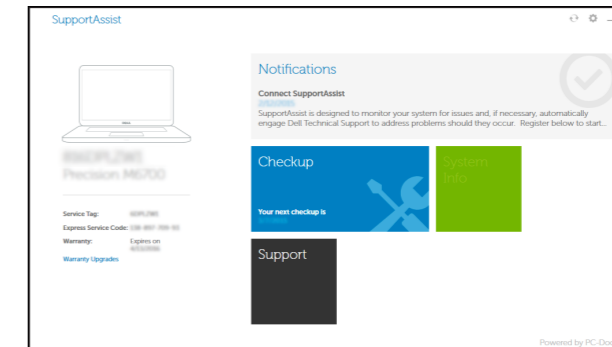 SupportAssist
Notifications
Connect SupportAssist
SupportAssist is designed to monitor your system for issues and, if necessary, automatically
engage Dell Technical Support to address problems should they occur. Register below to start...
Precision M6700
Checkup
System
Info
Your next checkup is
Service Tag:
Express Service Code:
Warranty: Expires on
Warranty Upgrades
Support
Powered by PC-Doc